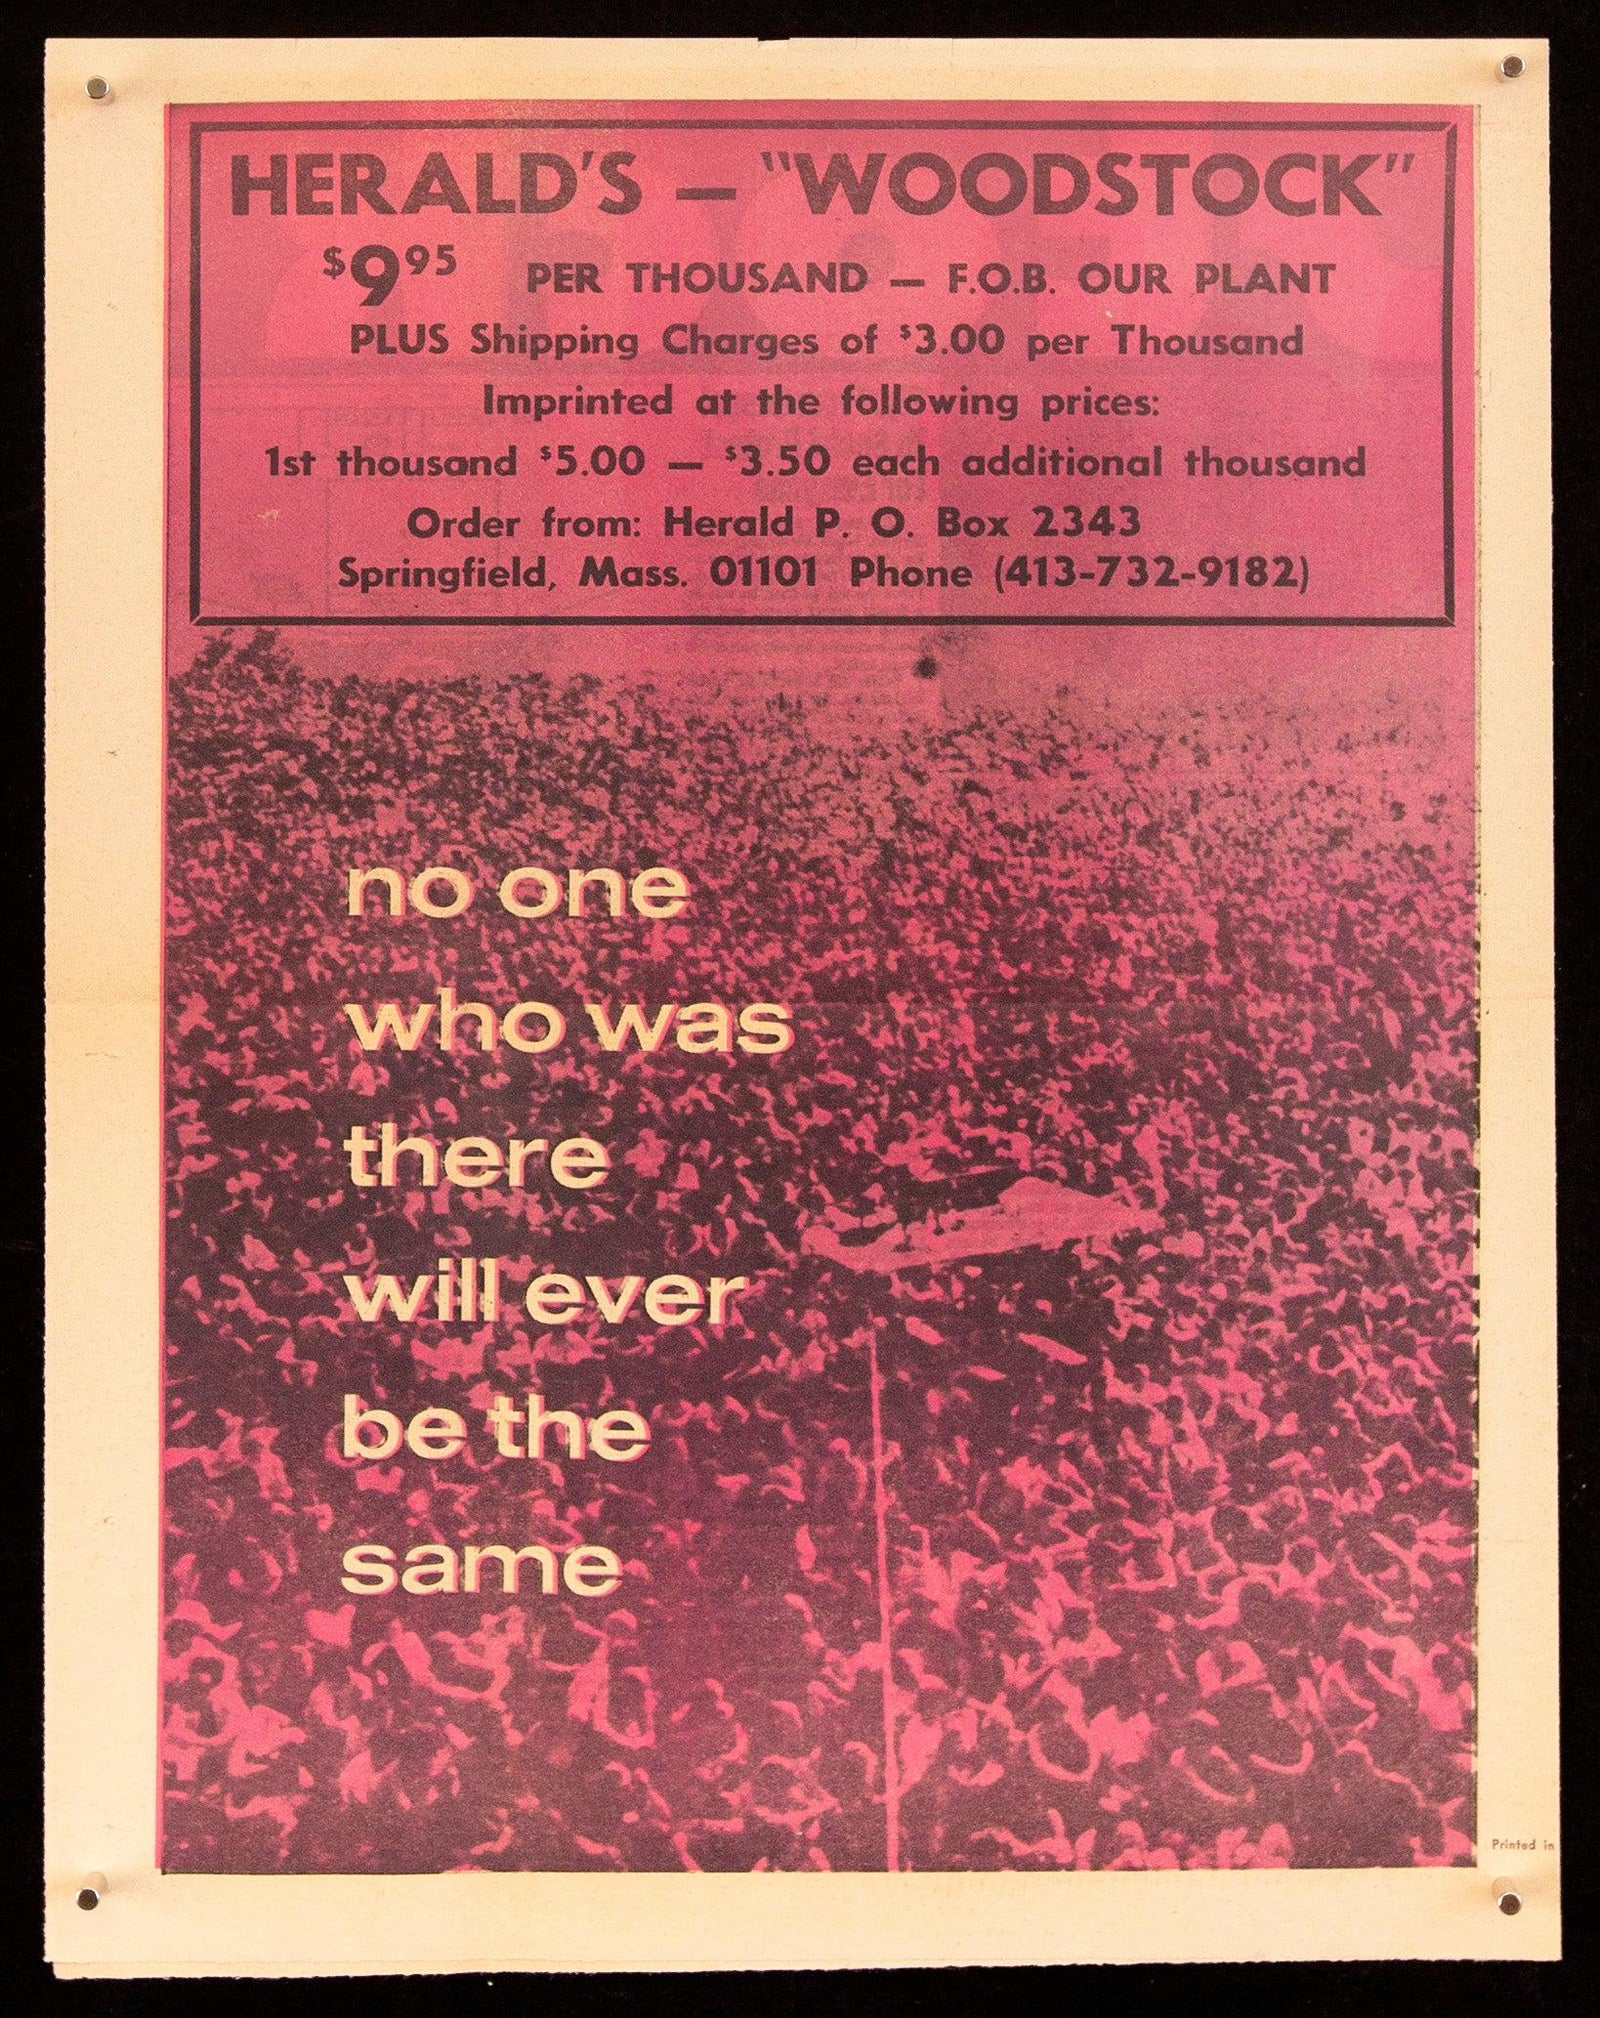 HERALD'S — "WOODSTOCK"
$9.95 PER THOUSAND — F.O.B. OUR PLANT
PLUS Shipping Charges of $3.00 per Thousand
Imprinted at the following prices:
1st thousand $5.00 — $3.50 each additional thousand
Order from: Herald P. O. Box 2343
Springfield, Mass. 01101 Phone (413-732-9182)
no one
who was
there
will ever
be the
same
Printed in